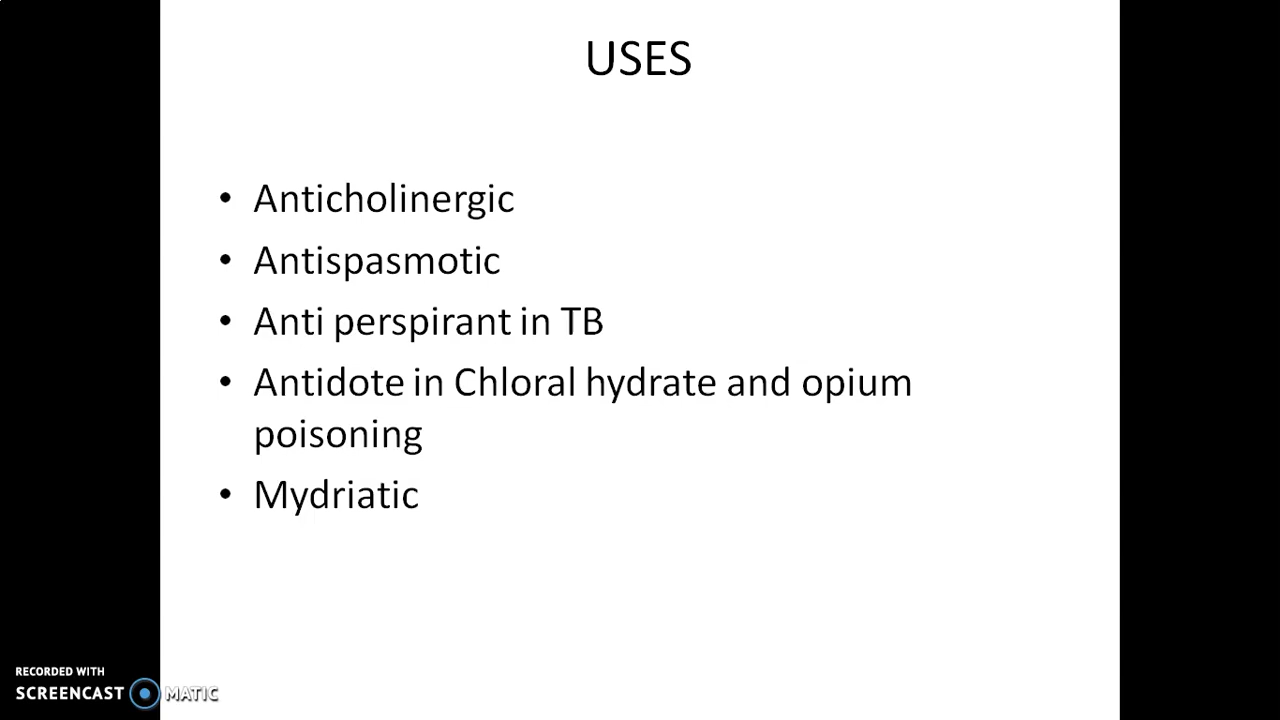 USES
• Anticholinergic
• Antispasmotic
• Anti perspirant in TB
• Antidote in Chloral hydrate and opium
poisoning
• Mydriatic
RECORDED WITH
SCREENCAST MATIC